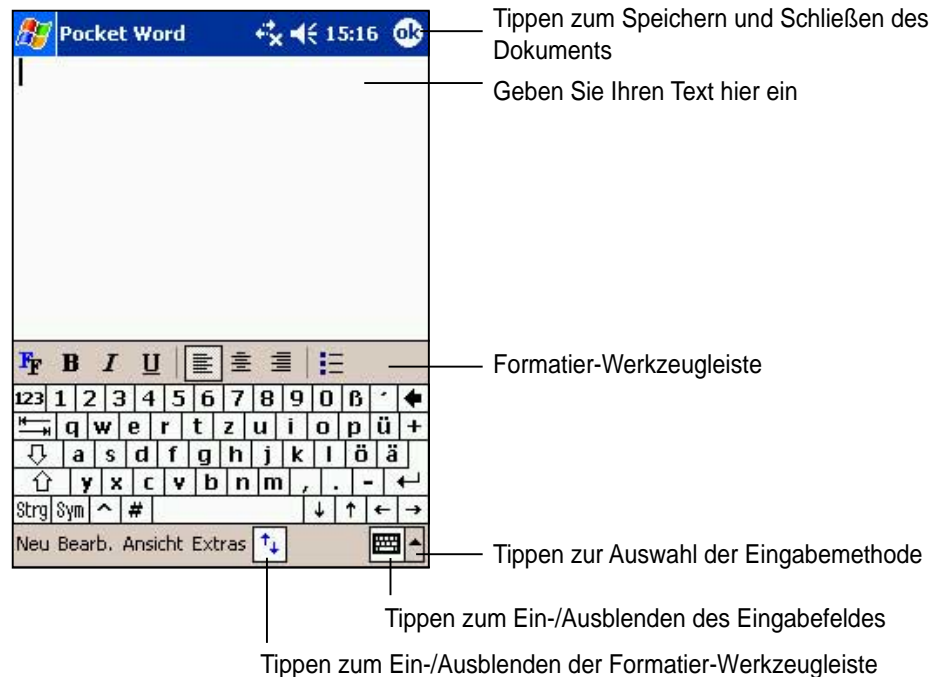 Pocket Word 15:16 ok
Tippen zum Speichern und Schließen des
Dokuments
Geben Sie Ihren Text hier ein
FF B I U
Formatier-Werkzeugleiste
123 1 2 3 4 5 6 7 8 9 0 ß ´
q w e r t z u i o p ü +
a s d f g h j k l ö ä
y x c v b n m , . -
Strg Sym ^ # ↓ ↑ ← →
Neu Bearb. Ansicht Extras
Tippen zur Auswahl der Eingabemethode
Tippen zum Ein-/Ausblenden des Eingabefeldes
Tippen zum Ein-/Ausblenden der Formatier-Werkzeugleiste